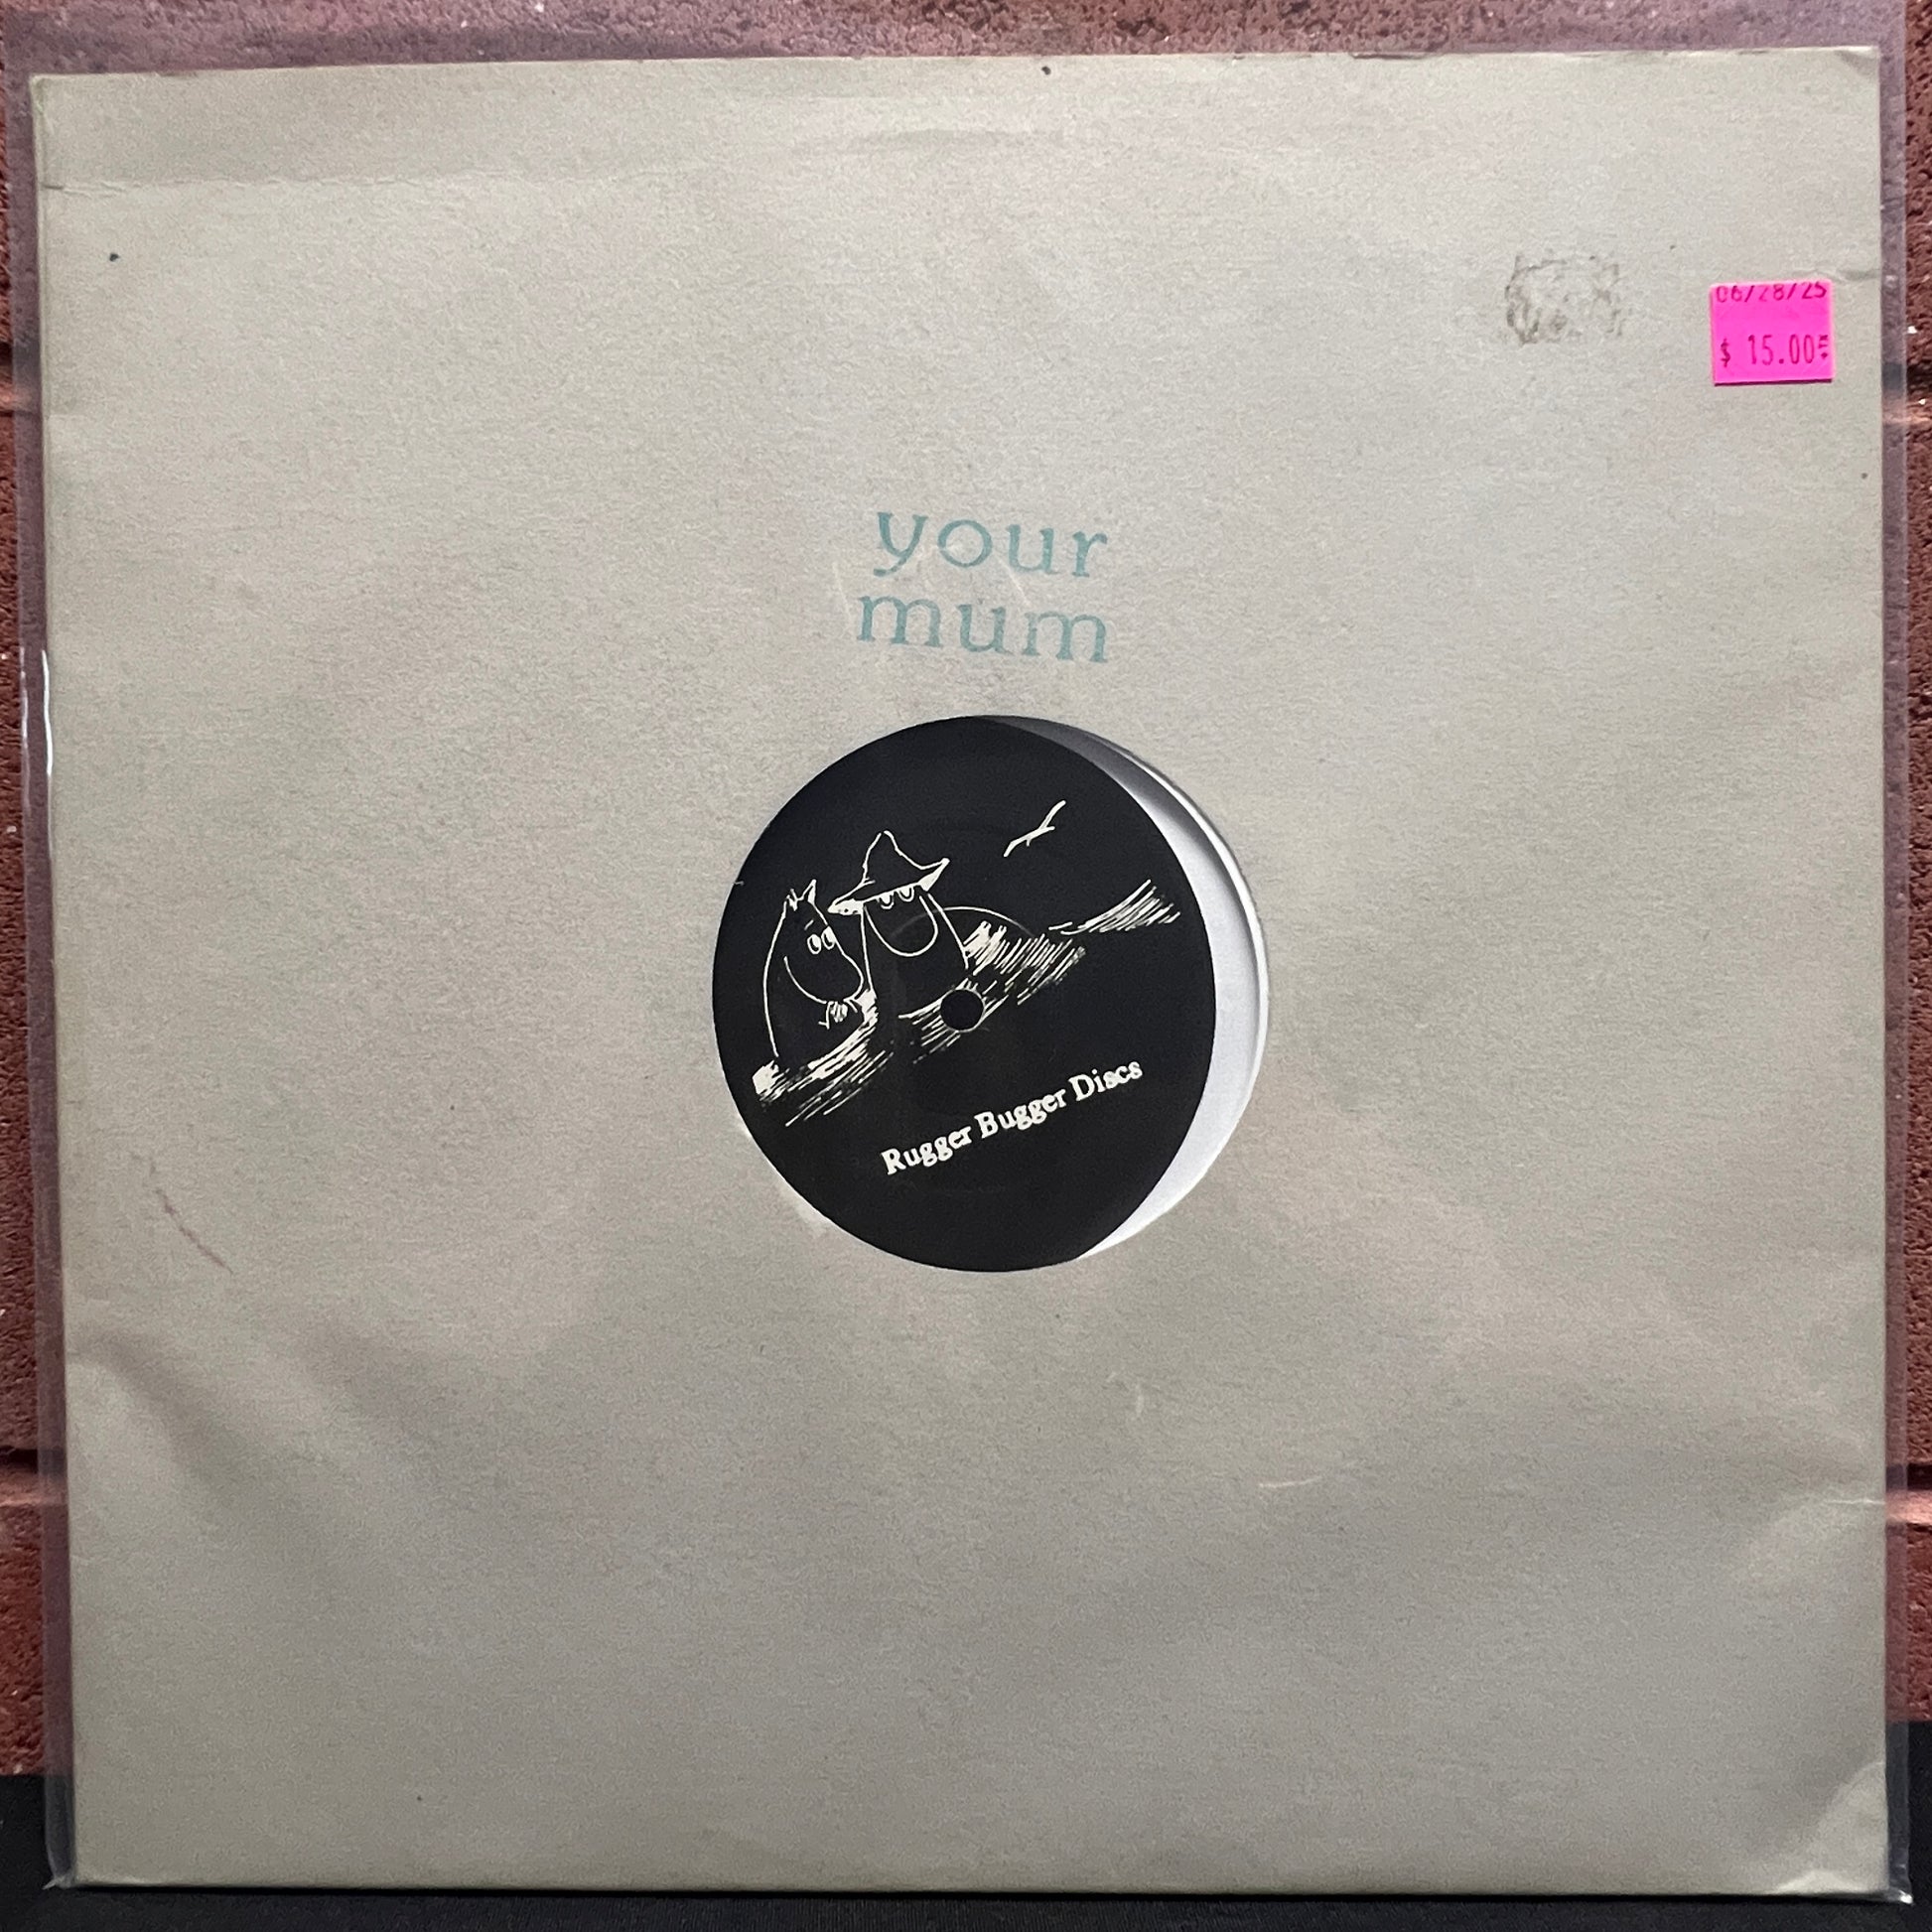 06/28/25
$ 15.00
your
mum
Rugger Bugger Discs